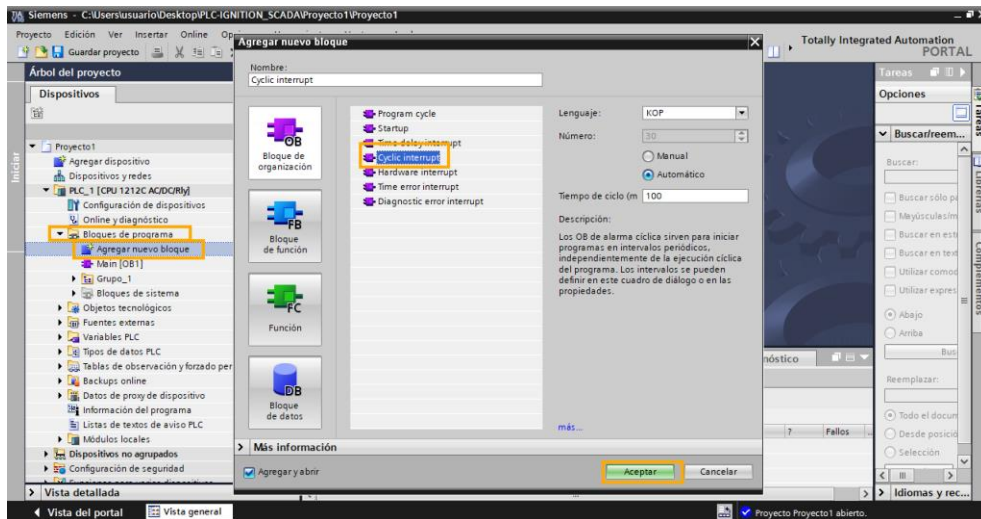 Siemens - C:\Users\usuario\Desktop\PLC-IGNITION_SCADA\Proyecto1\Proyecto1
Proyecto Edición Ver Insertar Online
Guardar proyecto
Totally Integrated Automation
PORTAL
Árbol del proyecto
Dispositivos
Iniciar
Proyecto1
Agregar dispositivo
Dispositivos y redes
PLC_1 [CPU 1212C AC/DC/Rly]
Configuración de dispositivos
Online y diagnóstico
Bloques de programa
Agregar nuevo bloque
Main [OB1]
Grupo_1
Bloques de sistema
Objetos tecnológicos
Fuentes externas
Variables PLC
Tipos de datos PLC
Tablas de observación y forzado per
Backups online
Datos de proxy de dispositivo
Información del programa
Listas de textos de aviso PLC
Módulos locales
Dispositivos no agrupados
Configuración de seguridad
Vista detallada
Agregar nuevo bloque
Nombre:
Cyclic interrupt
OB
Bloque de
organización
FB
Bloque
de función
FC
Función
DB
Bloque
de datos
Program cycle
Startup
Time delay interrupt
Cyclic interrupt
Hardware interrupt
Time error interrupt
Diagnostic error interrupt
Lenguaje: KOP
Número: 30
Manual
Automático
Tiempo de ciclo (m 100
Descripción:
Los OB de alarma cíclica sirven para iniciar
programas en intervalos periódicos,
independientemente de la ejecución cíclica
del programa. Los intervalos se pueden
definir en este cuadro de diálogo o en las
propiedades.
más...
Más información
Agregar y abrir
Aceptar
Cancelar
nóstico
? Fallos
Tareas
Opciones
Buscar/reem...
Buscar:
Buscar sólo pa
Mayúsculas/m
Buscar en est
Buscar en text
Utilizar comod
Utilizar expres
Abajo
Arriba
Bus
Reemplazar:
Todo el docum
Desde posició
Selección
Idiomas y rec...
Tareas
Librerías
Complementos
Vista del portal
Vista general
Proyecto Proyecto1 abierto.